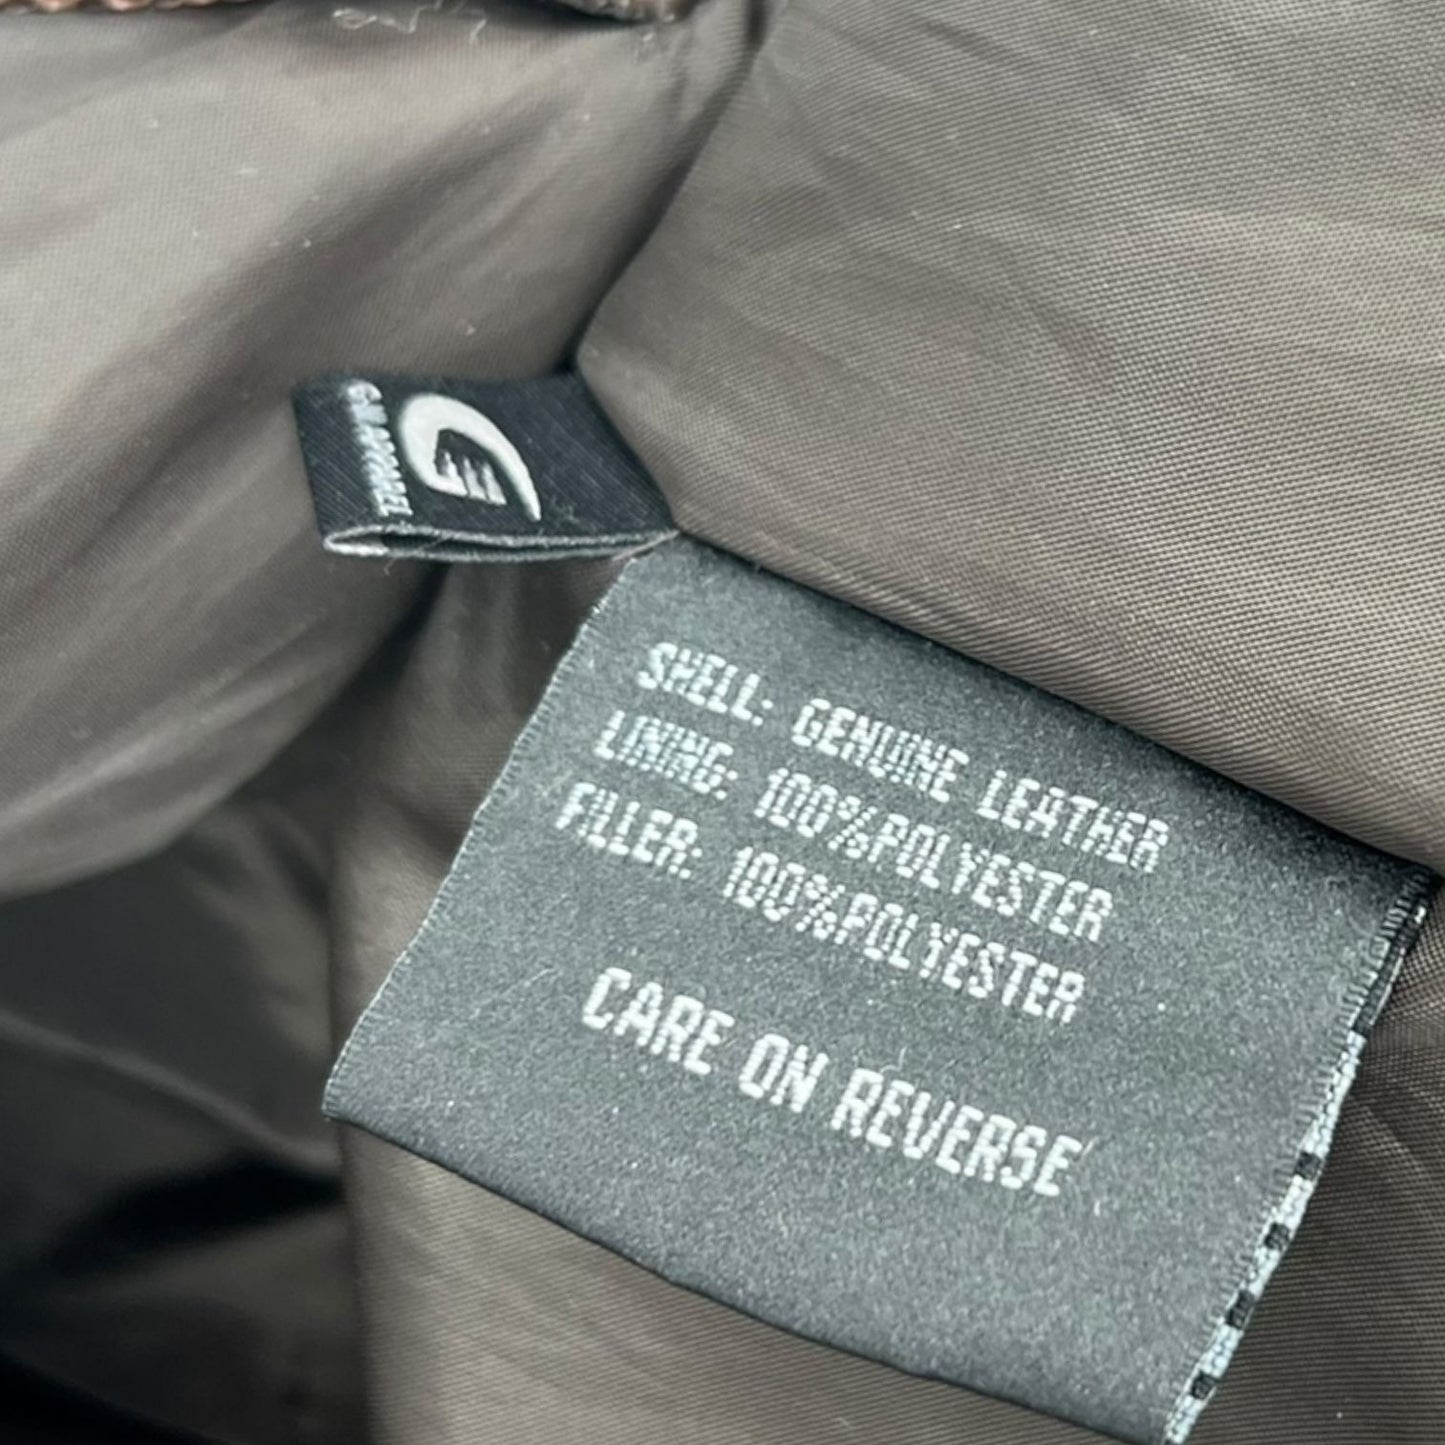 SHELL: GENUINE LEATHER
LINING: 100%POLYESTER
FILLER: 100%POLYESTER
CARE ON REVERSE